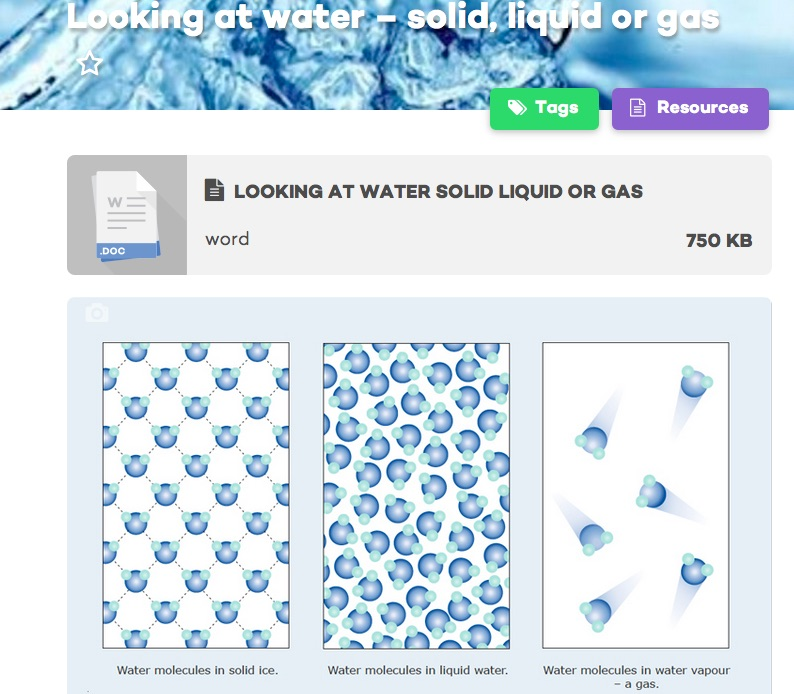 Looking at water – solid, liquid or gas
Tags
Resources
W
.DOC
LOOKING AT WATER SOLID LIQUID OR GAS
word
750 KB
Water molecules in solid ice.
Water molecules in liquid water.
Water molecules in water vapour
– a gas.